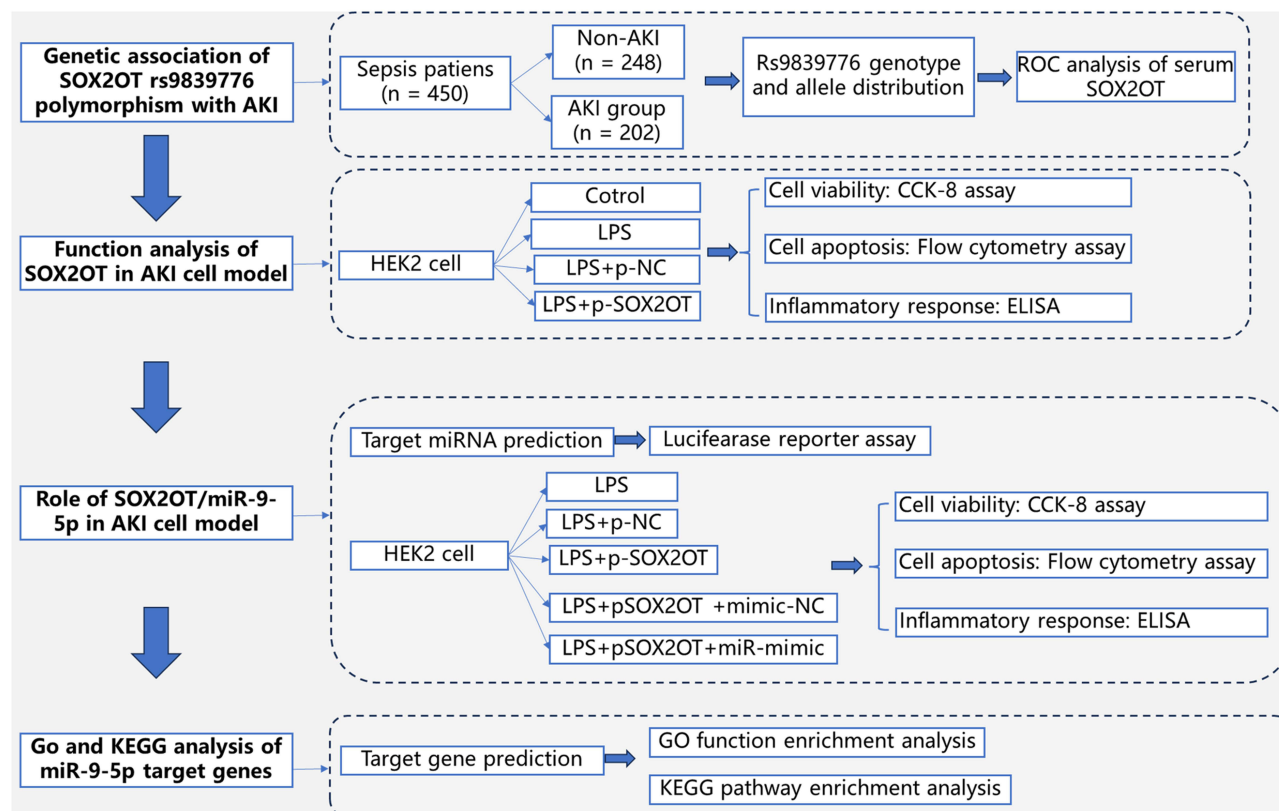 Genetic association of
SOX2OT rs9839776
polymorphism with AKI
Sepsis patiens
(n = 450)
Non-AKI
(n = 248)
AKI group
(n = 202)
Rs9839776 genotype
and allele distribution
ROC analysis of serum
SOX2OT
Function analysis of
SOX2OT in AKI cell model
HEK2 cell
Cotrol
LPS
LPS+p-NC
LPS+p-SOX2OT
Cell viability: CCK-8 assay
Cell apoptosis: Flow cytometry assay
Inflammatory response: ELISA
Role of SOX2OT/miR-9-
5p in AKI cell model
Target miRNA prediction
Lucifearase reporter assay
HEK2 cell
LPS
LPS+p-NC
LPS+p-SOX2OT
LPS+pSOX2OT +mimic-NC
LPS+pSOX2OT+miR-mimic
Cell viability: CCK-8 assay
Cell apoptosis: Flow cytometry assay
Inflammatory response: ELISA
Go and KEGG analysis of
miR-9-5p target genes
Target gene prediction
GO function enrichment analysis
KEGG pathway enrichment analysis